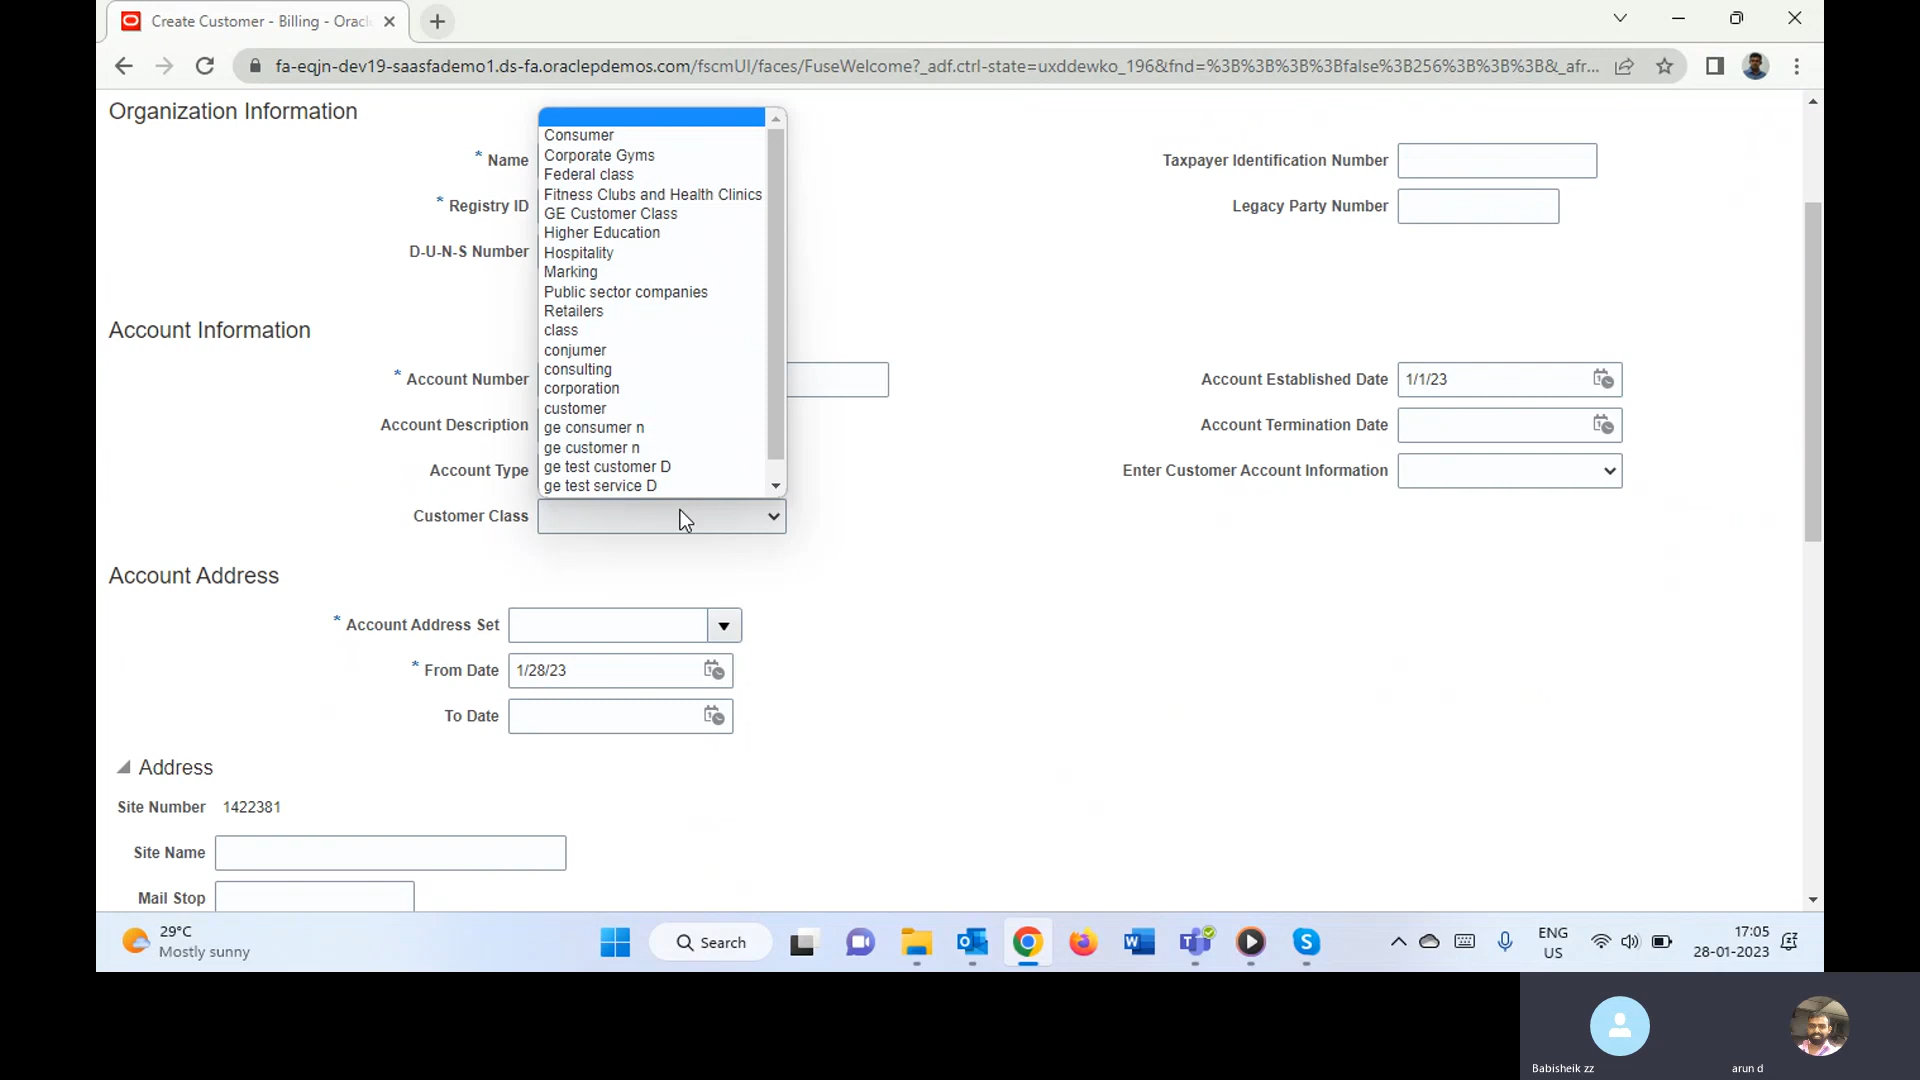 Create Customer - Billing - Oracl
fa-eqjn-dev19-saasfademo1.ds-fa.oraclepdemos.com/fscmUI/faces/FuseWelcome?_adf.ctrl-state=uxddewko_196&fnd=%3B%3B%3B%3Bfalse%3B256%3B%3B%3B&_afr...
Organization Information
* Name
Taxpayer Identification Number
* Registry ID
Legacy Party Number
D-U-N-S Number
Consumer
Corporate Gyms
Federal class
Fitness Clubs and Health Clinics
GE Customer Class
Higher Education
Hospitality
Marking
Public sector companies
Retailers
class
conjumer
consulting
corporation
customer
ge consumer n
ge customer n
ge test customer D
ge test service D
Account Information
* Account Number
Account Established Date 1/1/23
Account Description
Account Termination Date
Account Type
Enter Customer Account Information
Customer Class
Account Address
* Account Address Set
* From Date 1/28/23
To Date
Address
Site Number 1422381
Site Name
Mail Stop
29°C
Mostly sunny
Search
ENG
US
17:05
28-01-2023
Babisheik zz
arun d